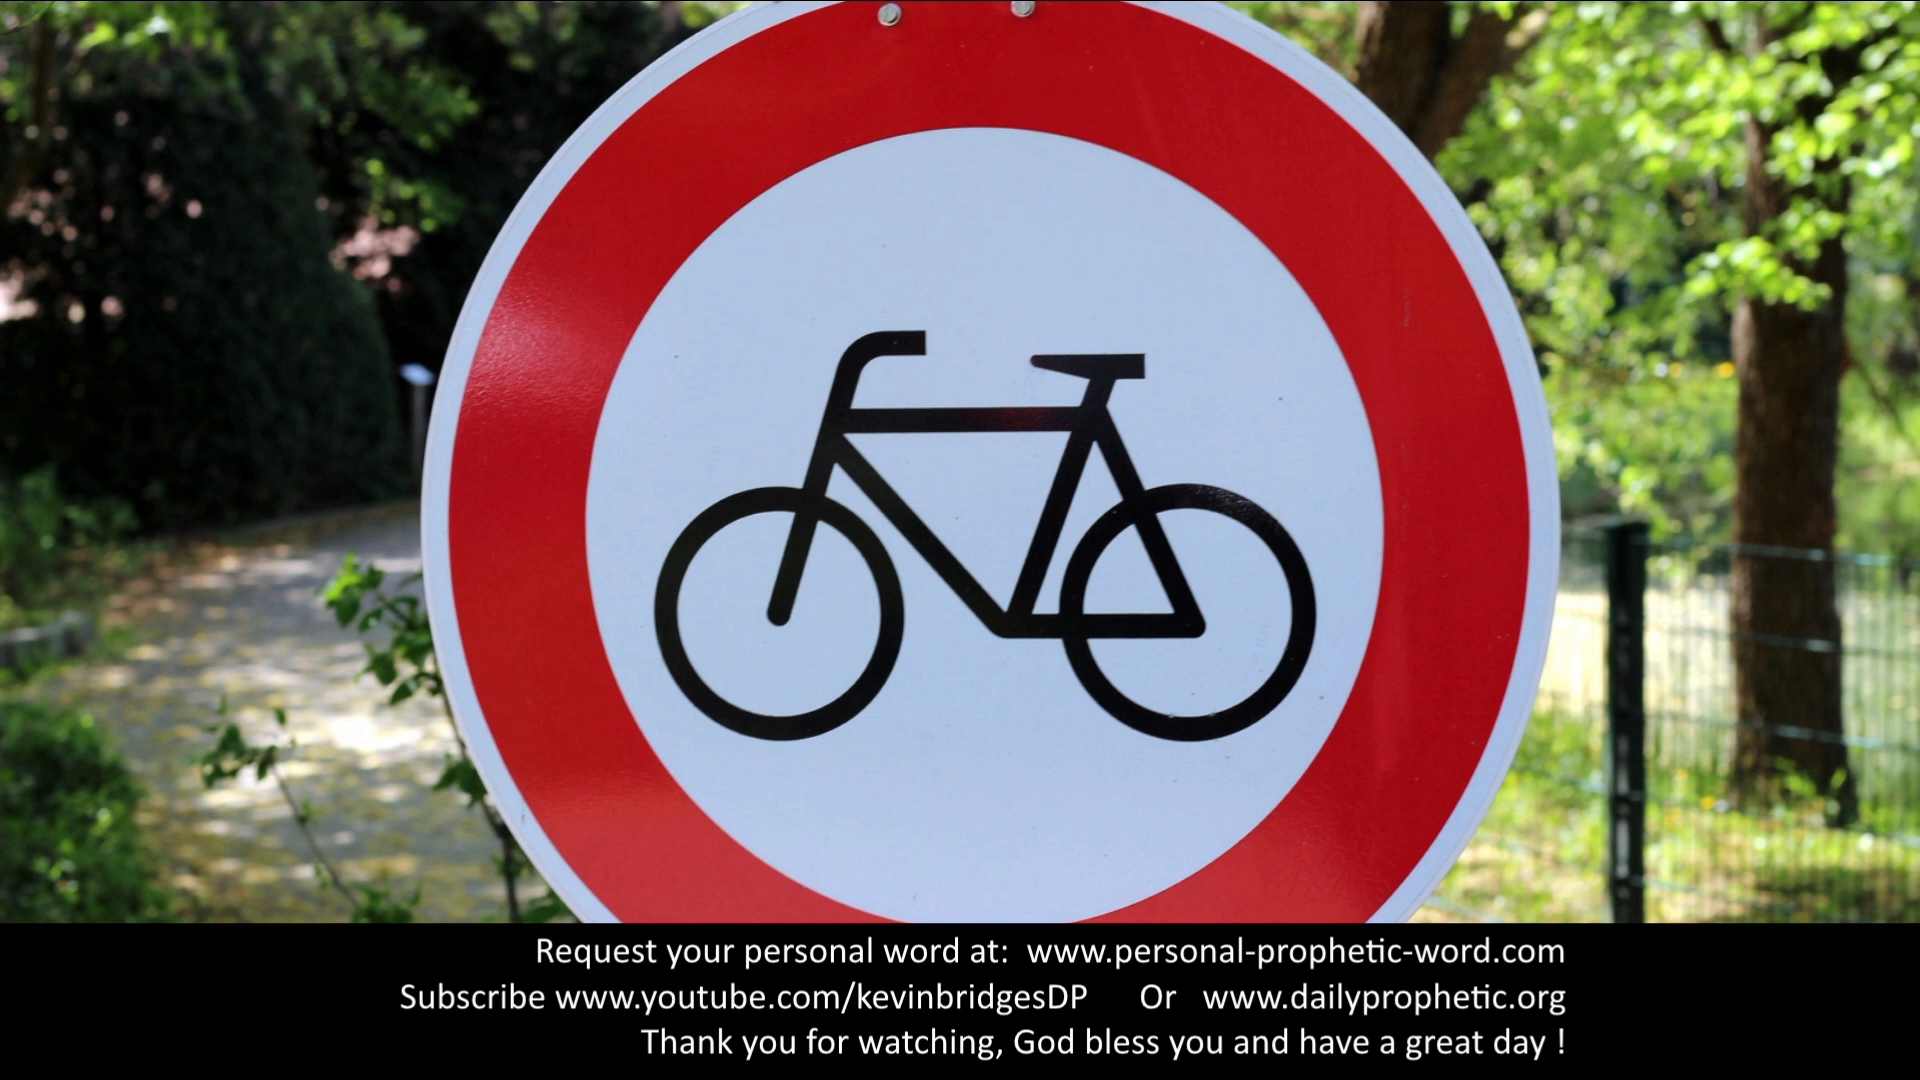 Request your personal word at:  www.personal-prophetic-word.com
Subscribe www.youtube.com/kevinbridgesDP     Or   www.dailyprophetic.org
Thank you for watching, God bless you and have a great day !